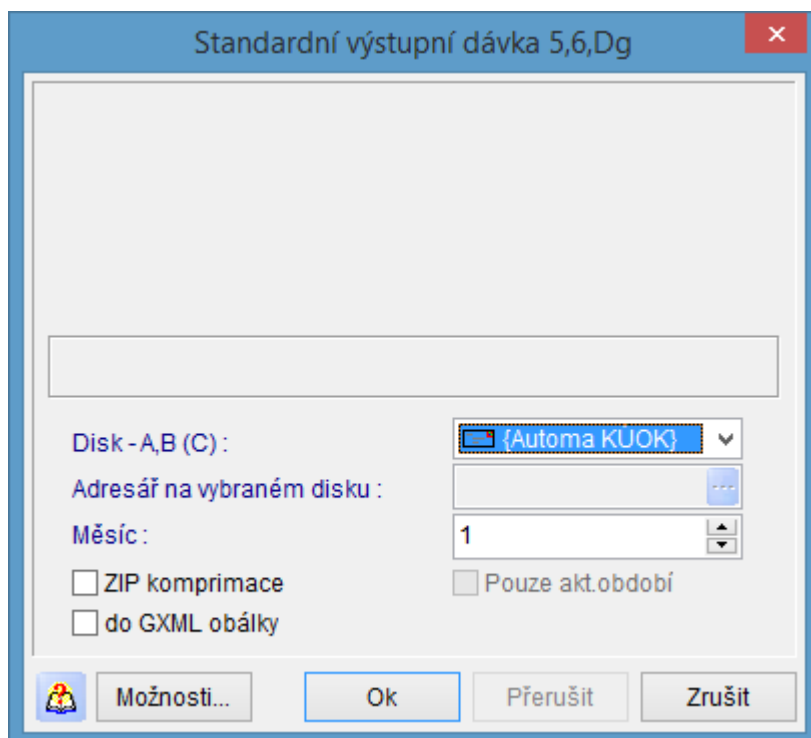 Standardní výstupní dávka 5,6,Dg
Disk - A,B (C) :
{Automa KÚOK}
Adresář na vybraném disku :
Měsíc :
1
ZIP komprimace
Pouze akt.období
do GXML obálky
Možnosti...
Ok
Přerušit
Zrušit